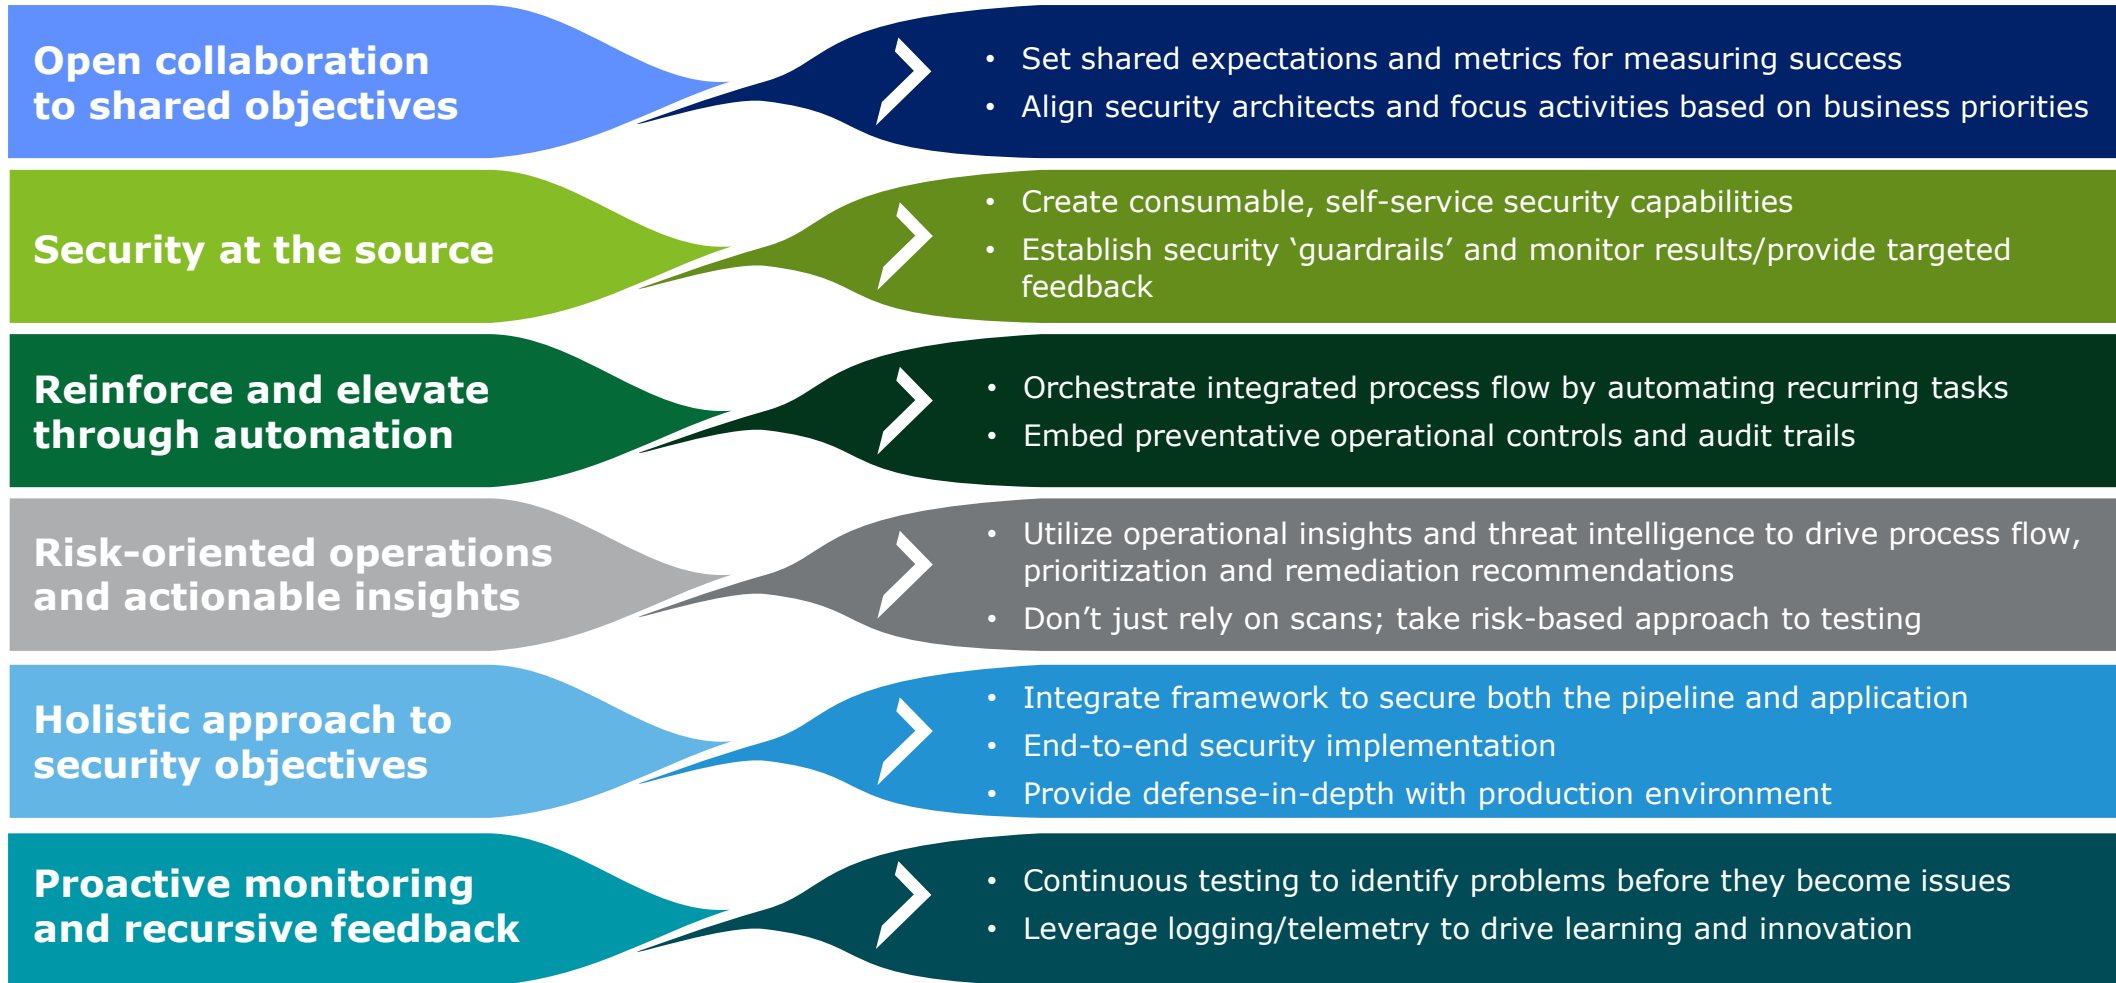 Open collaboration
to shared objectives
• Set shared expectations and metrics for measuring success
• Align security architects and focus activities based on business priorities
Security at the source
• Create consumable, self-service security capabilities
• Establish security ‘guardrails’ and monitor results/provide targeted
feedback
Reinforce and elevate
through automation
• Orchestrate integrated process flow by automating recurring tasks
• Embed preventative operational controls and audit trails
Risk-oriented operations
and actionable insights
• Utilize operational insights and threat intelligence to drive process flow,
prioritization and remediation recommendations
• Don’t just rely on scans; take risk-based approach to testing
Holistic approach to
security objectives
• Integrate framework to secure both the pipeline and application
• End-to-end security implementation
• Provide defense-in-depth with production environment
Proactive monitoring
and recursive feedback
• Continuous testing to identify problems before they become issues
• Leverage logging/telemetry to drive learning and innovation